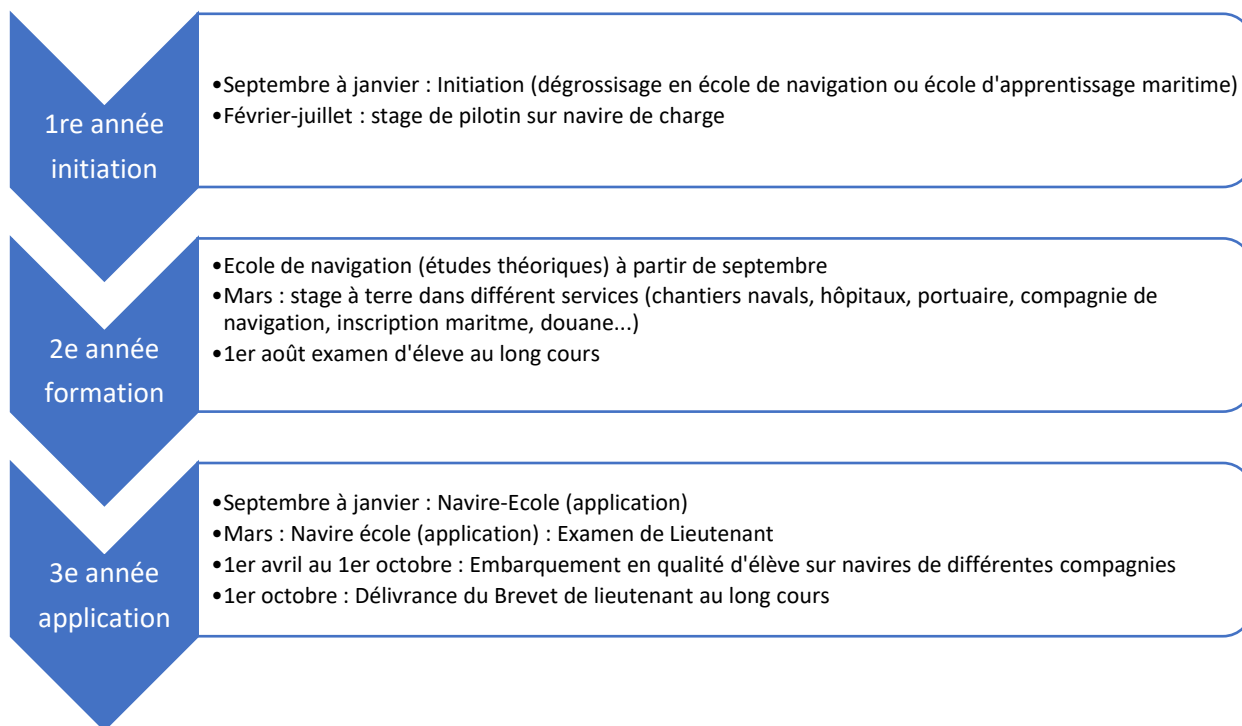 1re année
initiation
•Septembre à janvier : Initiation (dégrossisage en école de navigation ou école d'apprentissage maritime)
•Février-juillet : stage de pilotin sur navire de charge
2e année
formation
•Ecole de navigation (études théoriques) à partir de septembre
•Mars : stage à terre dans différent services (chantiers navals, hôpitaux, portuaire, compagnie de
navigation, inscription maritme, douane...)
•1er août examen d'éleve au long cours
3e année
application
•Septembre à janvier : Navire-Ecole (application)
•Mars : Navire école (application) : Examen de Lieutenant
•1er avril au 1er octobre : Embarquement en qualité d'élève sur navires de différentes compagnies
•1er octobre : Délivrance du Brevet de lieutenant au long cours